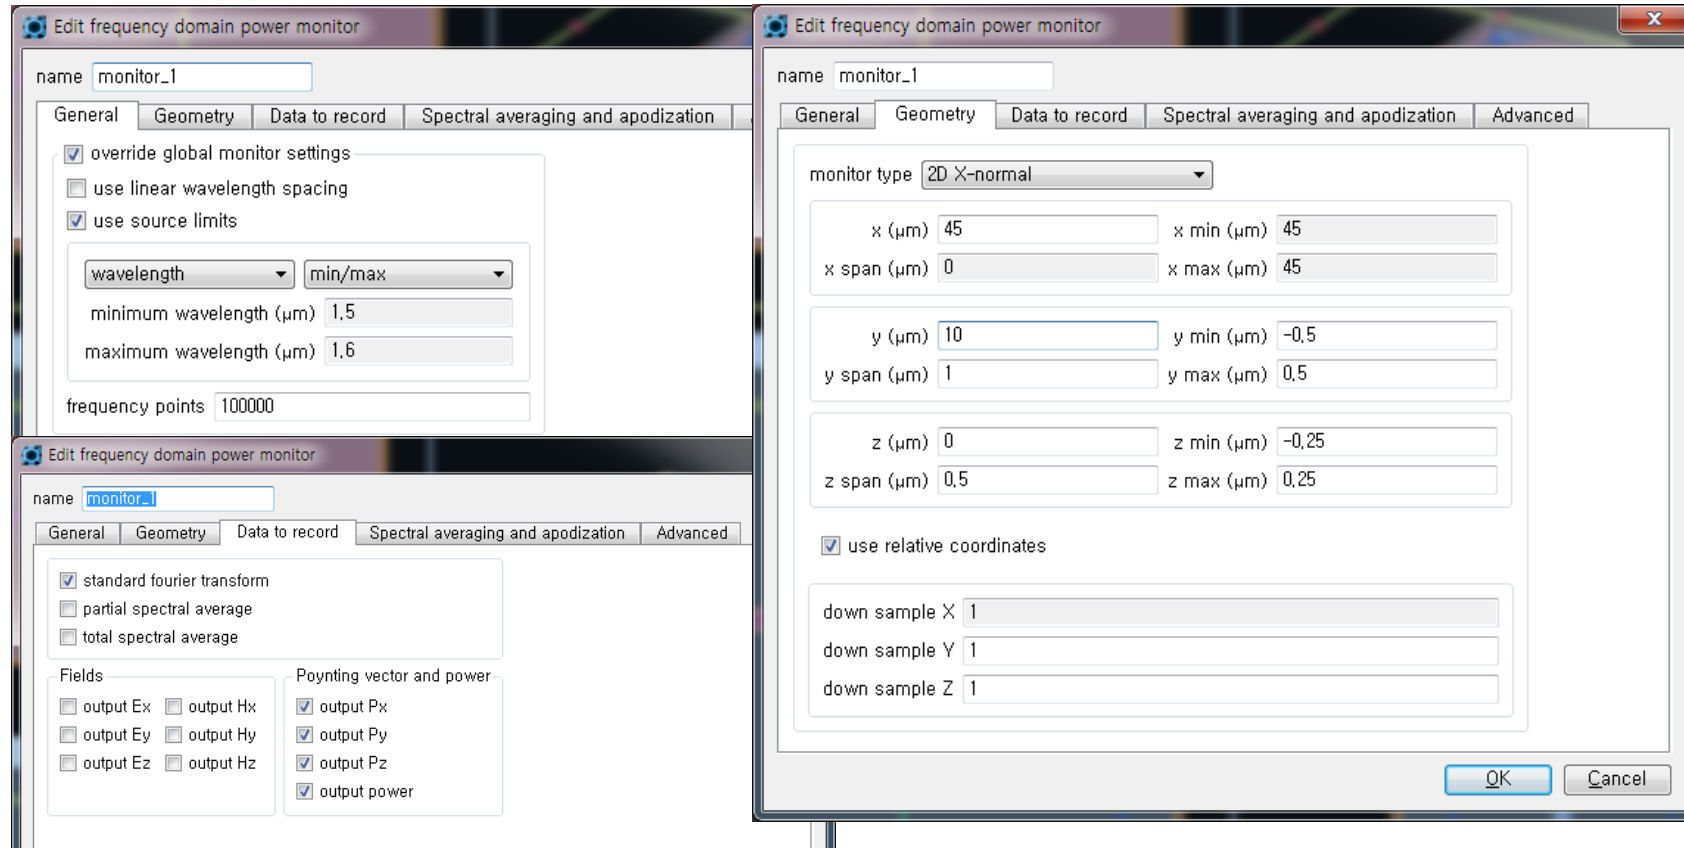 Edit frequency domain power monitor
name monitor_1
General Geometry Data to record Spectral averaging and apodization
override global monitor settings
use linear wavelength spacing
use source limits
wavelength min/max
minimum wavelength (μm) 1.5
maximum wavelength (μm) 1.6
frequency points 100000
Edit frequency domain power monitor
name monitor_1
General Geometry Data to record Spectral averaging and apodization Advanced
standard fourier transform
partial spectral average
total spectral average
Fields Poynting vector and power
output Ex output Hx output Px
output Ey output Hy output Py
output Ez output Hz output Pz
output power
Edit frequency domain power monitor
name monitor_1
General Geometry Data to record Spectral averaging and apodization Advanced
monitor type 2D X-normal
x (μm) 45 x min (μm) 45
x span (μm) 0 x max (μm) 45
y (μm) 10 y min (μm) -0.5
y span (μm) 1 y max (μm) 0.5
z (μm) 0 z min (μm) -0.25
z span (μm) 0.5 z max (μm) 0.25
use relative coordinates
down sample X 1
down sample Y 1
down sample Z 1
OK Cancel